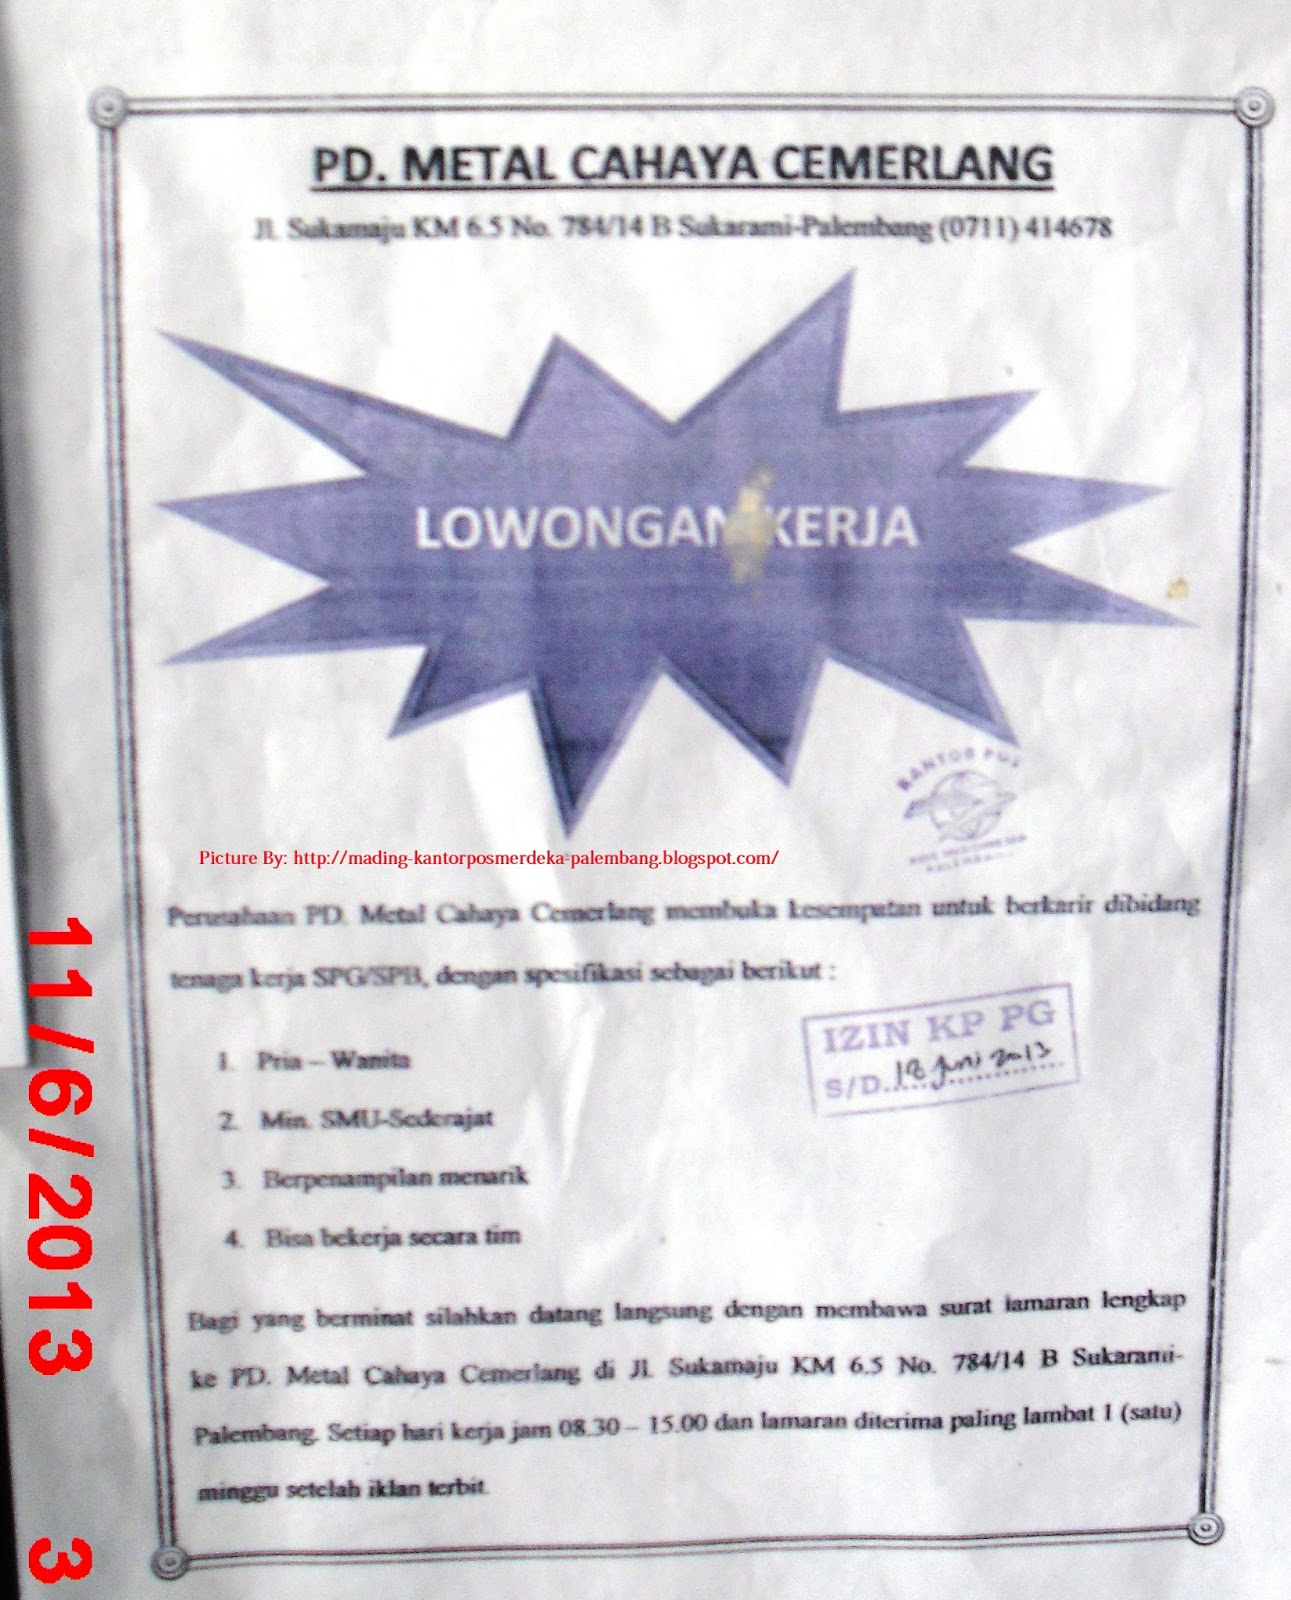 PD. METAL CAHAYA CEMERLANG
Jl. Sukamaju KM 6.5 No. 784/14 B Sukarami-Palembang (0711) 414678
LOWONGAN KERJA
KANTOR POS
PALEMBANG
Picture By: http://mading-kantorposmerdeka-palembang.blogspot.com/
Perusahaan PD. Metal Cahaya Cemerlang membuka kesempatan untuk berkarir dibidang
tenaga kerja SPG/SPB, dengan spesifikasi sebagai berikut :
IZIN KP PG
S/D. 18 Juni 2013
1. Pria – Wanita
2. Min. SMU-Sederajat
3. Berpenampilan menarik
4. Bisa bekerja secara tim
Bagi yang berminat silahkan datang langsung dengan membawa surat lamaran lengkap
ke PD. Metal Cahaya Cemerlang di Jl. Sukamaju KM 6.5 No. 784/14 B Sukarami-
Palembang. Setiap hari kerja jam 08.30 – 15.00 dan lamaran diterima paling lambat 1 (satu)
minggu setelah iklan terbit.
11/6/2013 3